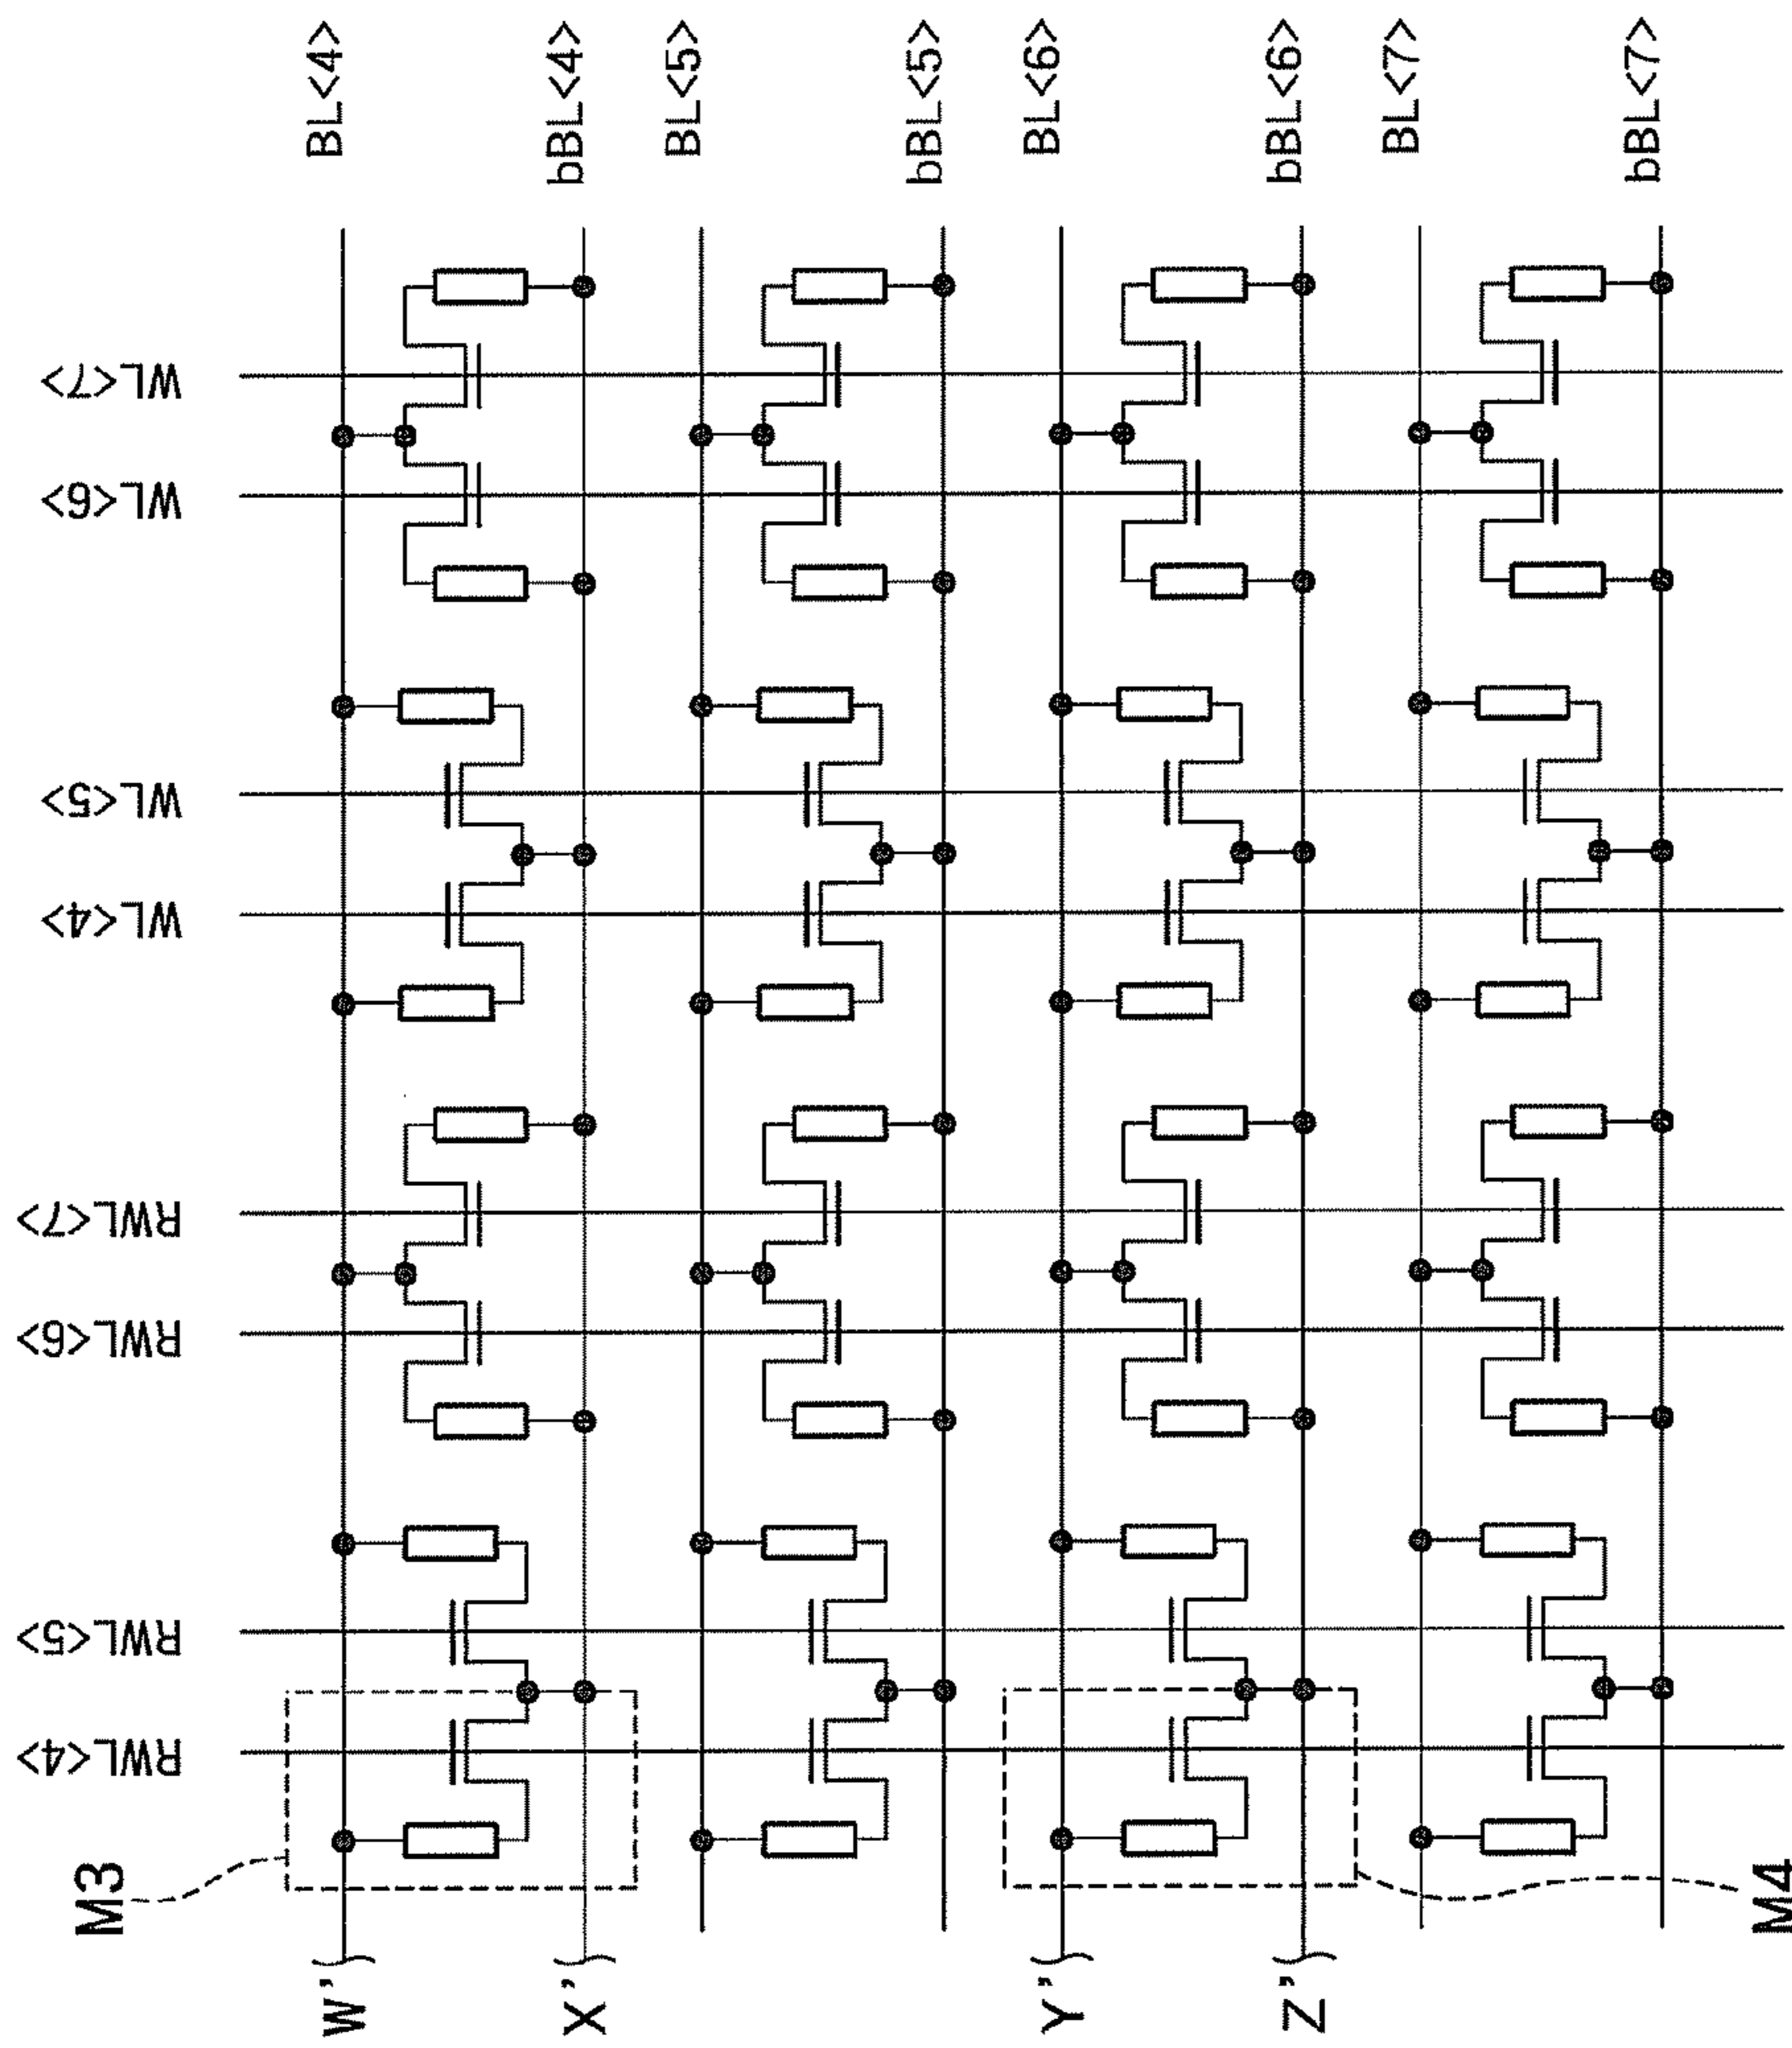 BL<4>
bBL<4>
BL<5>
bBL<5>
BL<6>
bBL<6>
BL<7>
bBL<7>
WL<7>
WL<6>
WL<5>
WL<4>
RWL<7>
RWL<6>
RWL<5>
RWL<4>
M3
M4
W'
X'
Y'
Z'